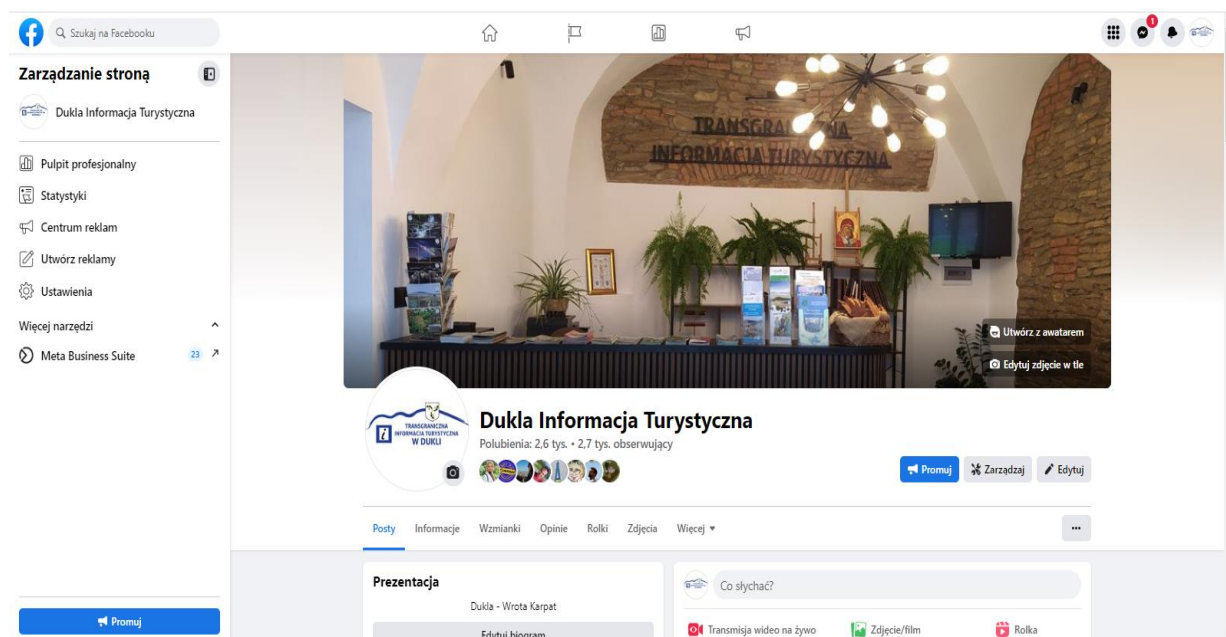 Szukaj na Facebooku
1
Zarządzanie stroną
Dukla Informacja Turystyczna
Pulpit profesjonalny
Statystyki
Centrum reklam
Utwórz reklamy
Ustawienia
Więcej narzędzi
Meta Business Suite 23
Promuj
TRANSGRANICZNA
INFORMACJA TURYSTYCZNA
Utwórz z awatarem
Edytuj zdjęcie w tle
TRANSGRANICZNA
INFORMACJA TURYSTYCZNA
W DUKLI
i
Dukla Informacja Turystyczna
Polubienia: 2,6 tys. • 2,7 tys. obserwujący
Promuj Zarządzaj Edytuj
Posty Informacje Wzmianki Opinie Rolki Zdjęcia Więcej
Prezentacja
Dukla - Wrota Karpat
Edytuj biogram
Co słychać?
Transmisja wideo na żywo Zdjęcie/film Rolka